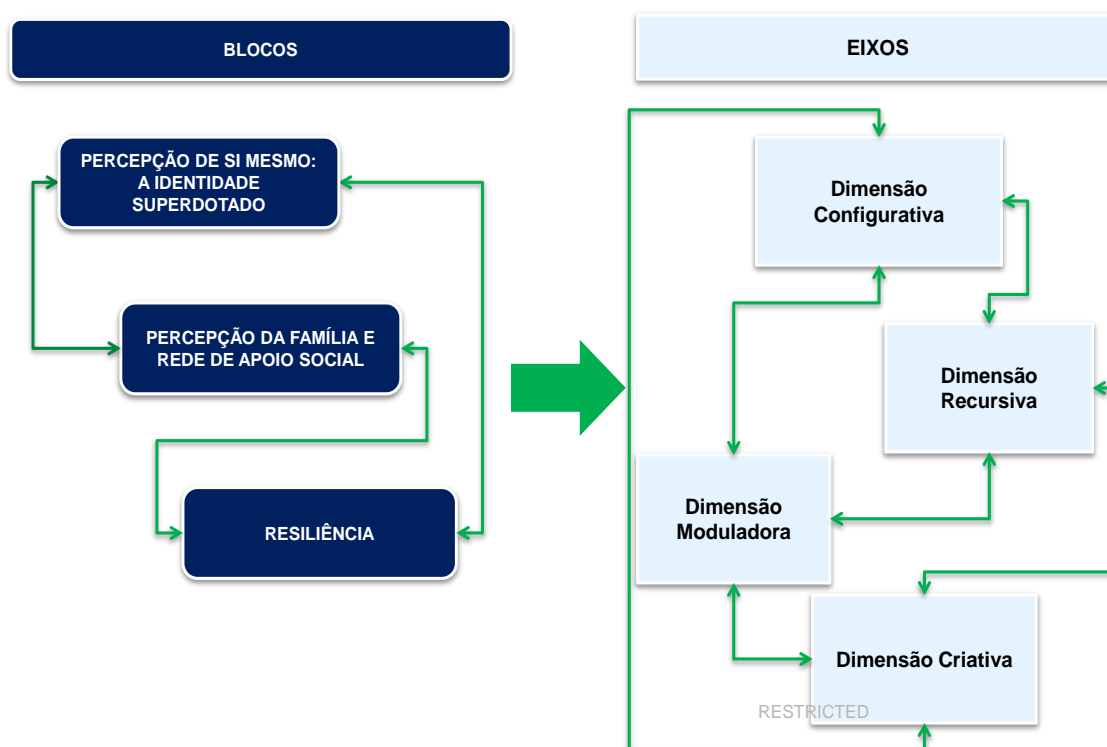 BLOCOS
PERCEPÇÃO DE SI MESMO:
A IDENTIDADE
SUPERDOTADO
PERCEPÇÃO DA FAMÍLIA E
REDE DE APOIO SOCIAL
RESILIÊNCIA
EIXOS
Dimensão
Configurativa
Dimensão
Recursiva
Dimensão
Moduladora
Dimensão Criativa
RESTRICTED